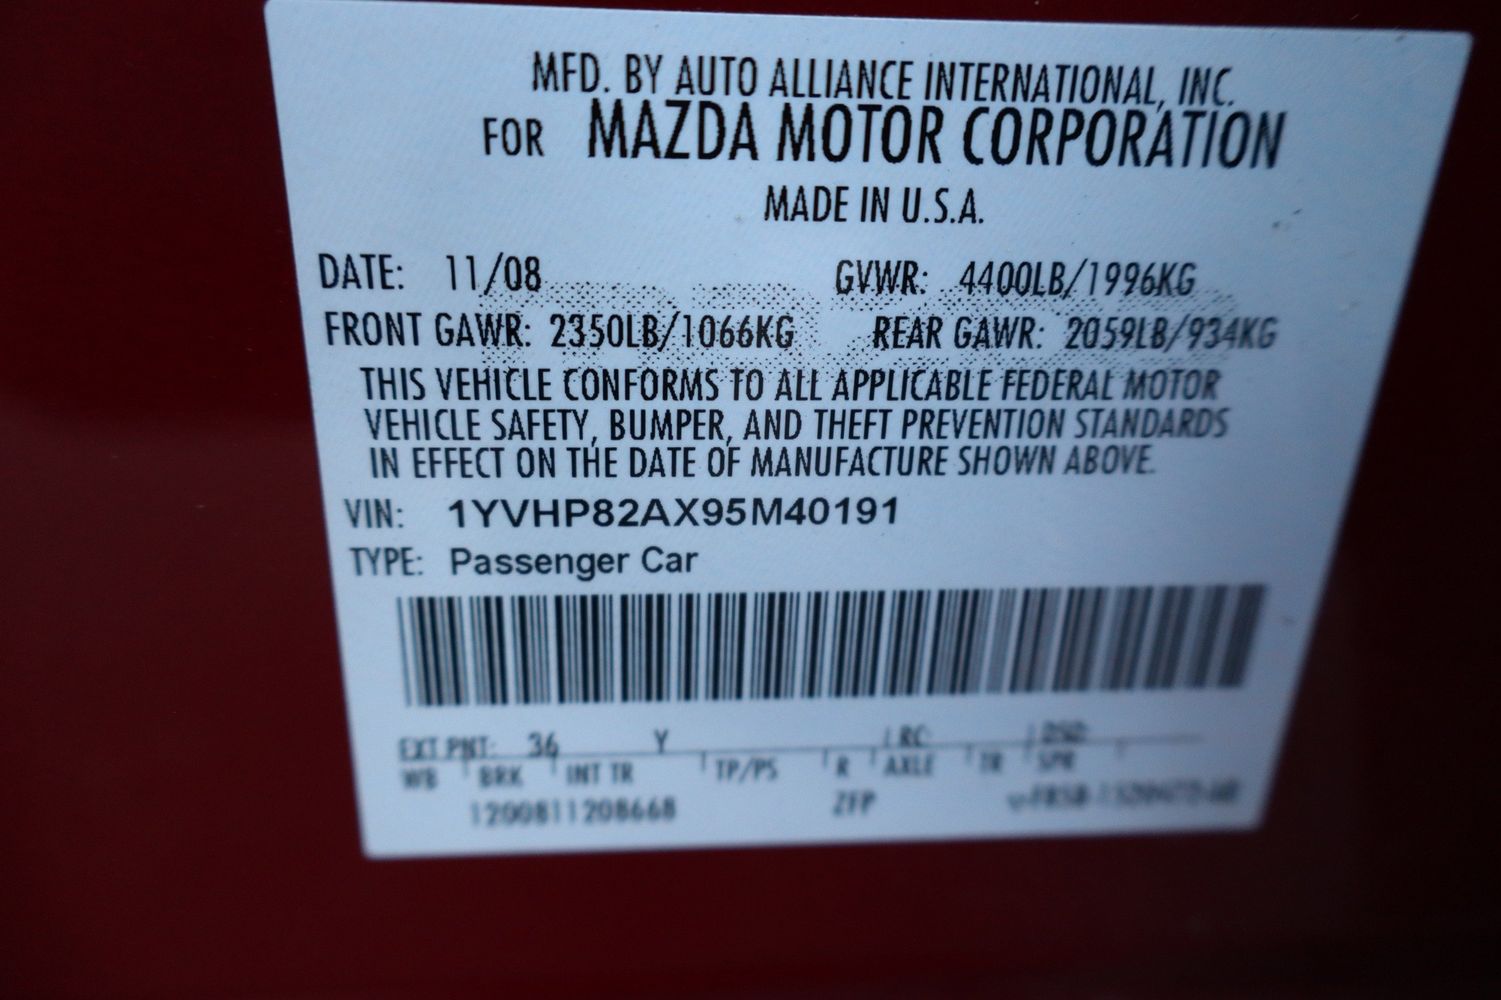 MFD. BY AUTO ALLIANCE INTERNATIONAL, INC.
FOR MAZDA MOTOR CORPORATION
MADE IN U.S.A.
DATE: 11/08 GVWR: 4400LB/1996KG
FRONT GAWR: 2350LB/1066KG REAR GAWR: 2059LB/934KG
THIS VEHICLE CONFORMS TO ALL APPLICABLE FEDERAL MOTOR
VEHICLE SAFETY, BUMPER, AND THEFT PREVENTION STANDARDS
IN EFFECT ON THE DATE OF MANUFACTURE SHOWN ABOVE.
VIN: 1YVHP82AX95M40191
TYPE: Passenger Car
EXT PNT: 36 Y RC DSO
WB BRK INT TR TP/PS R AXLE TR SPR
1200811208668 ZFP